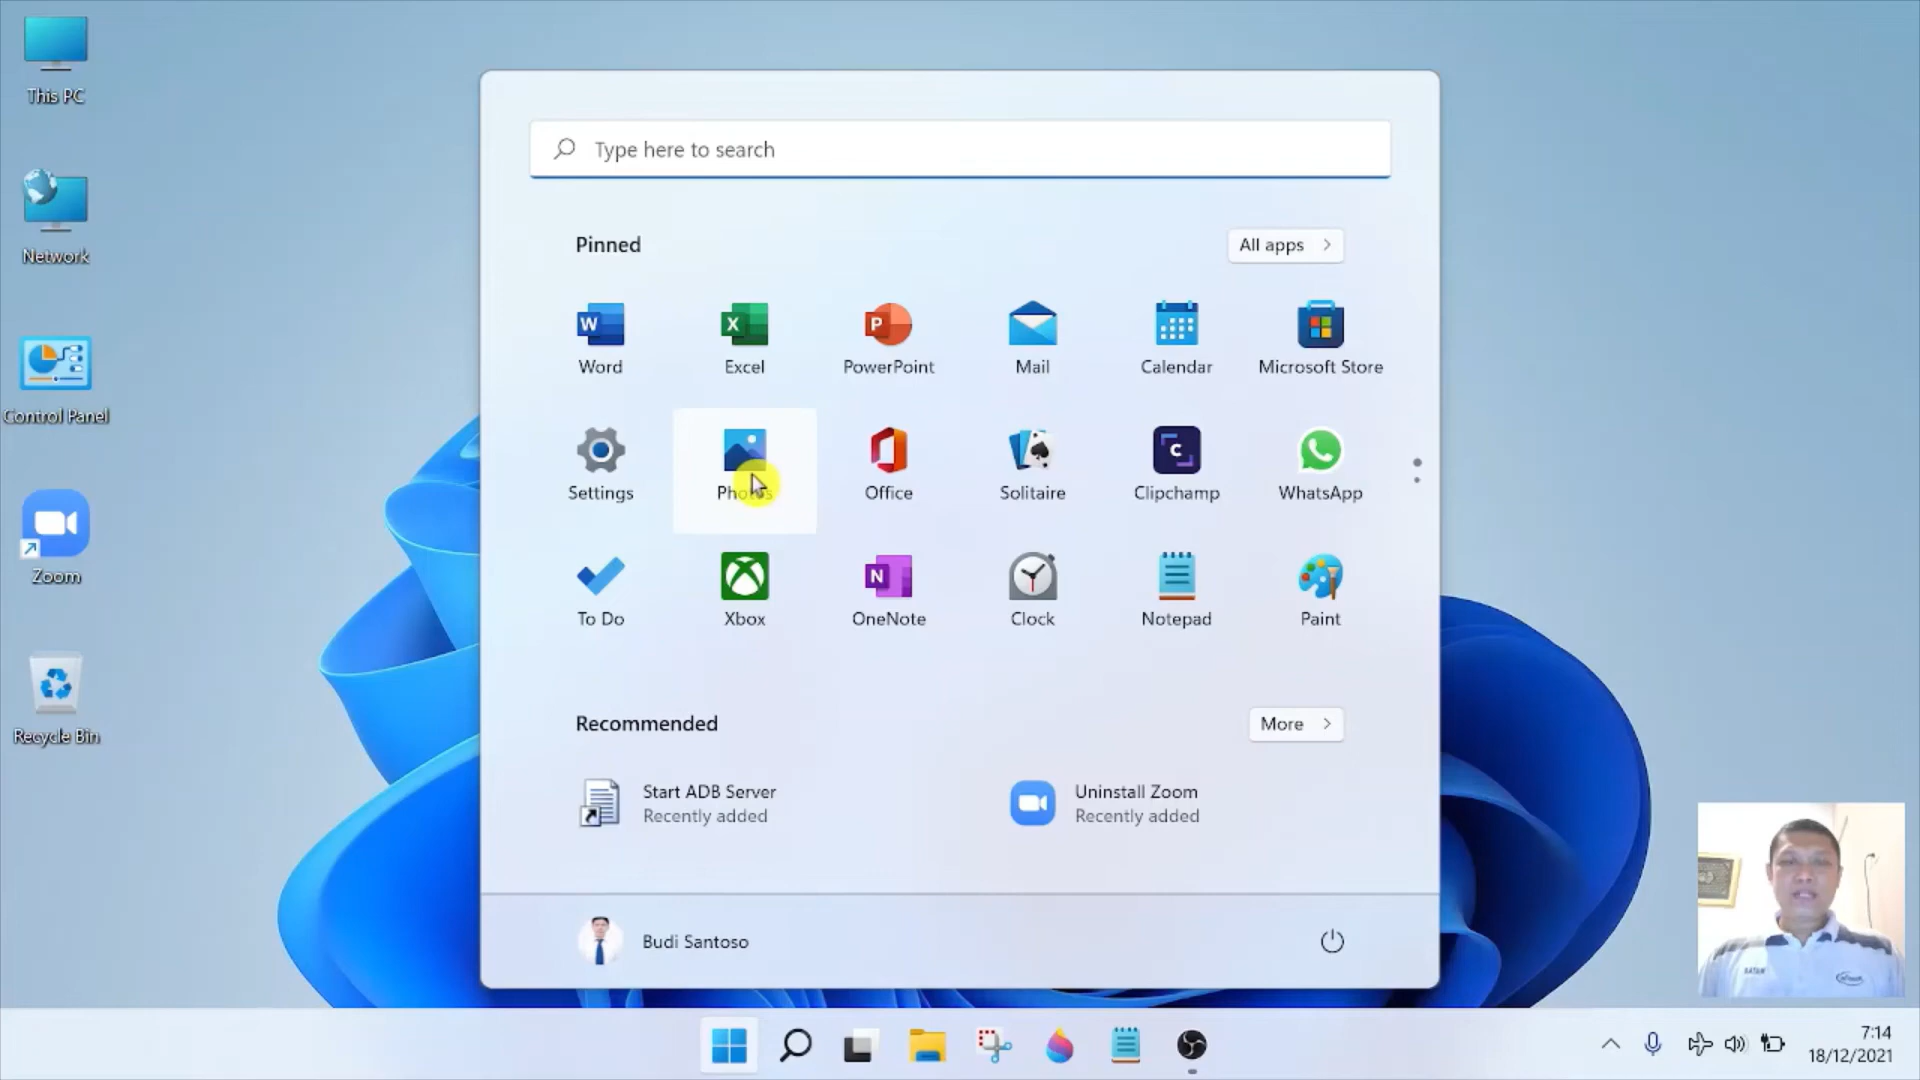 This PC
Network
Control Panel
Zoom
Recycle Bin
Type here to search
Pinned
All apps
Word
Excel
PowerPoint
Mail
Calendar
Microsoft Store
Settings
Photos
Office
Solitaire
Clipchamp
WhatsApp
To Do
Xbox
OneNote
Clock
Notepad
Paint
Recommended
More
Start ADB Server
Recently added
Uninstall Zoom
Recently added
Budi Santoso
7:14
18/12/2021